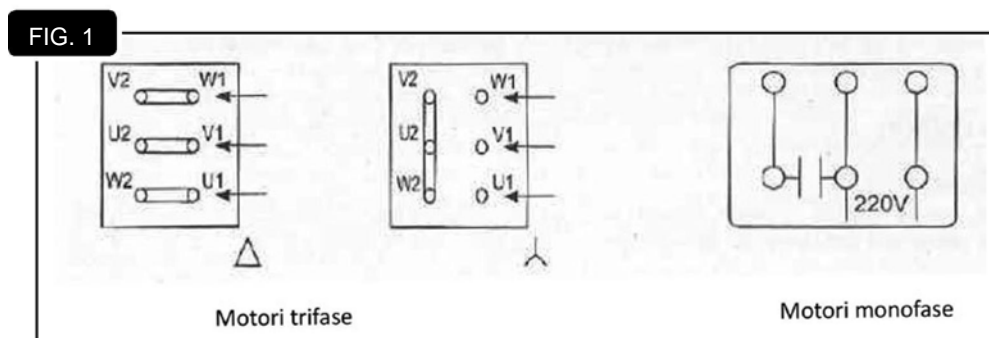 FIG. 1
V2 W1
U2 V1
W2 U1
Δ
V2 W1
U2 V1
W2 U1
220V
Motori trifase
Motori monofase